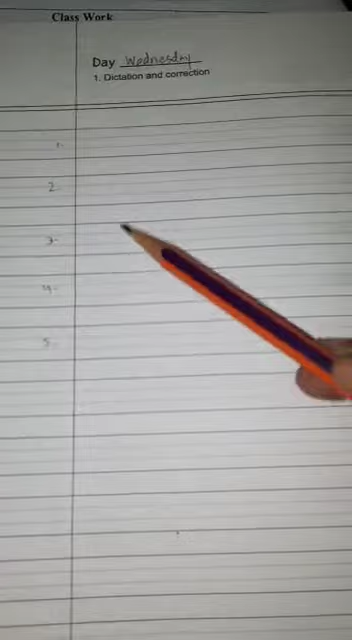 Class Work
Day Wednesday
1. Dictation and correction
1.
2.
3.
4.
5.